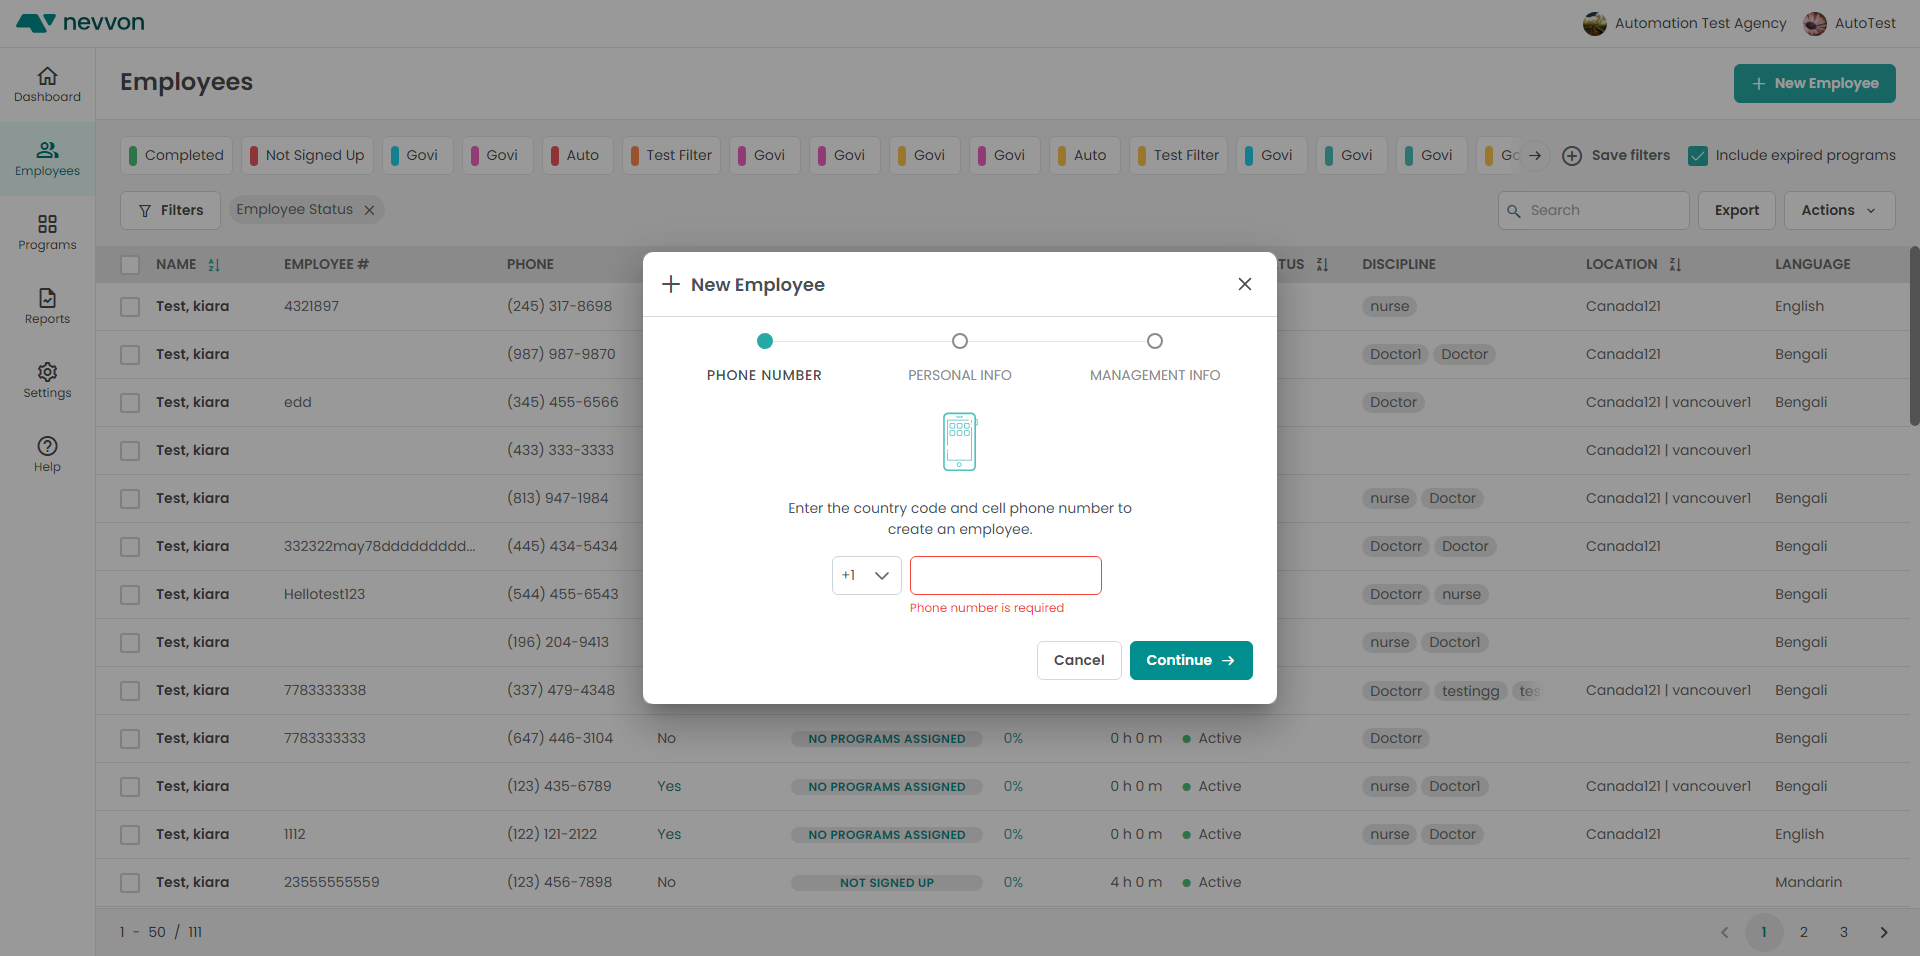 nevvon
Automation Test Agency
AutoTest
Dashboard
Employees
Programs
Reports
Settings
Help
Employees
+ New Employee
Completed
Not Signed Up
Govi
Govi
Auto
Test Filter
Govi
Govi
Govi
Govi
Auto
Test Filter
Govi
Govi
Govi
Save filters
Include expired programs
Filters
Employee Status
Search
Export
Actions
NAME EMPLOYEE # PHONE TUS DISCIPLINE LOCATION LANGUAGE
Test, kiara 4321897 (245) 317-8698 nurse Canada121 English
Test, kiara (987) 987-9870 Doctor1 Doctor Canada121 Bengali
Test, kiara edd (345) 455-6566 Doctor Canada121 | vancouver1 Bengali
Test, kiara (433) 333-3333 Canada121 | vancouver1
Test, kiara (813) 947-1984 nurse Doctor Canada121 | vancouver1 Bengali
Test, kiara 332322may78ddddddddd... (445) 434-5434 Doctorr Doctor Canada121 Bengali
Test, kiara Hellotest123 (544) 455-6543 Doctorr nurse Bengali
Test, kiara (196) 204-9413 nurse Doctor1 Bengali
Test, kiara 7783333338 (337) 479-4348 Doctorr testingg Canada121 | vancouver1 Bengali
Test, kiara 7783333333 (647) 446-3104 No NO PROGRAMS ASSIGNED 0% 0 h 0 m Active Doctorr Bengali
Test, kiara (123) 435-6789 Yes NO PROGRAMS ASSIGNED 0% 0 h 0 m Active nurse Doctor1 Canada121 | vancouver1 Bengali
Test, kiara 1112 (122) 121-2122 Yes NO PROGRAMS ASSIGNED 0% 0 h 0 m Active nurse Doctor Canada121 English
Test, kiara 23555555559 (123) 456-7898 No NOT SIGNED UP 0% 4 h 0 m Active Mandarin
1 - 50 / 111
1 2 3
+ New Employee
PHONE NUMBER
PERSONAL INFO
MANAGEMENT INFO
Enter the country code and cell phone number to
create an employee.
+1
Phone number is required
Cancel
Continue